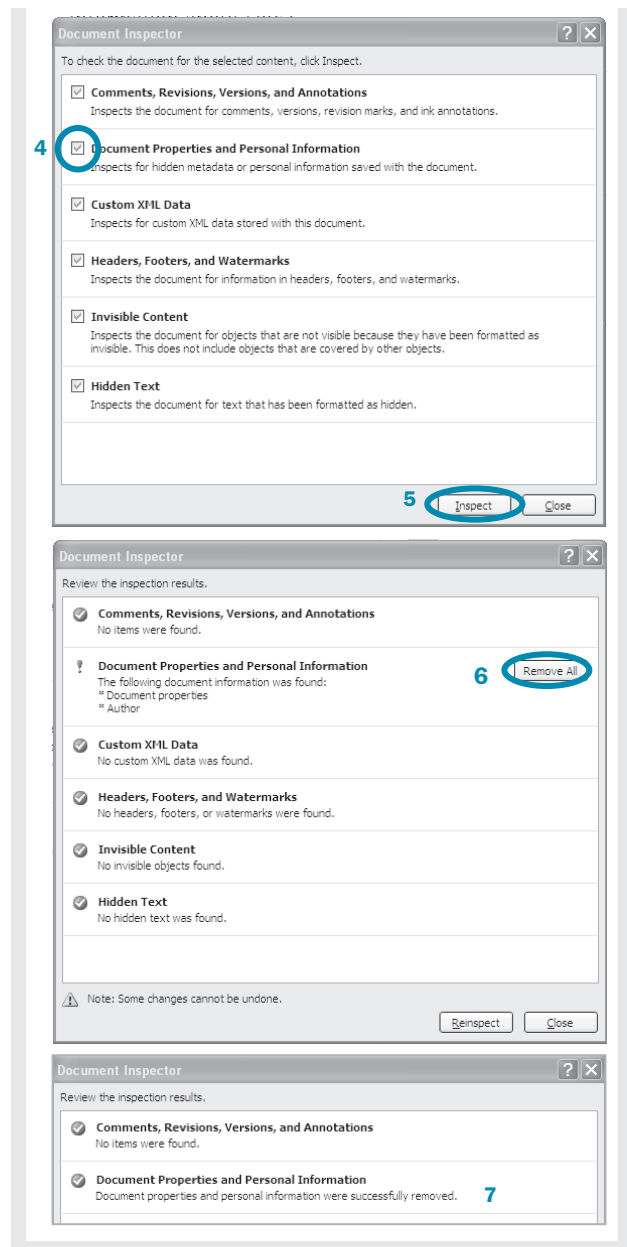 Document Inspector
To check the document for the selected content, click Inspect.
Comments, Revisions, Versions, and Annotations
Inspects the document for comments, versions, revision marks, and ink annotations.
4
Document Properties and Personal Information
Inspects for hidden metadata or personal information saved with the document.
Custom XML Data
Inspects for custom XML data stored with this document.
Headers, Footers, and Watermarks
Inspects the document for information in headers, footers, and watermarks.
Invisible Content
Inspects the document for objects that are not visible because they have been formatted as
invisible. This does not include objects that are covered by other objects.
Hidden Text
Inspects the document for text that has been formatted as hidden.
5 Inspect Close
Document Inspector
Review the inspection results.
Comments, Revisions, Versions, and Annotations
No items were found.
Document Properties and Personal Information
The following document information was found:
* Document properties
* Author
6 Remove All
Custom XML Data
No custom XML data was found.
Headers, Footers, and Watermarks
No headers, footers, or watermarks were found.
Invisible Content
No invisible objects found.
Hidden Text
No hidden text was found.
Note: Some changes cannot be undone.
Reinspect Close
Document Inspector
Review the inspection results.
Comments, Revisions, Versions, and Annotations
No items were found.
Document Properties and Personal Information
Document properties and personal information were successfully removed. 7